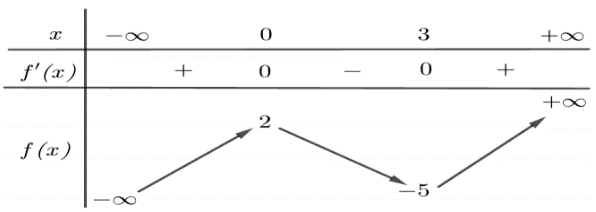 x −∞ 0 3 +∞
f′(x) + 0 − 0 +
+∞
2
f(x)
−5
−∞